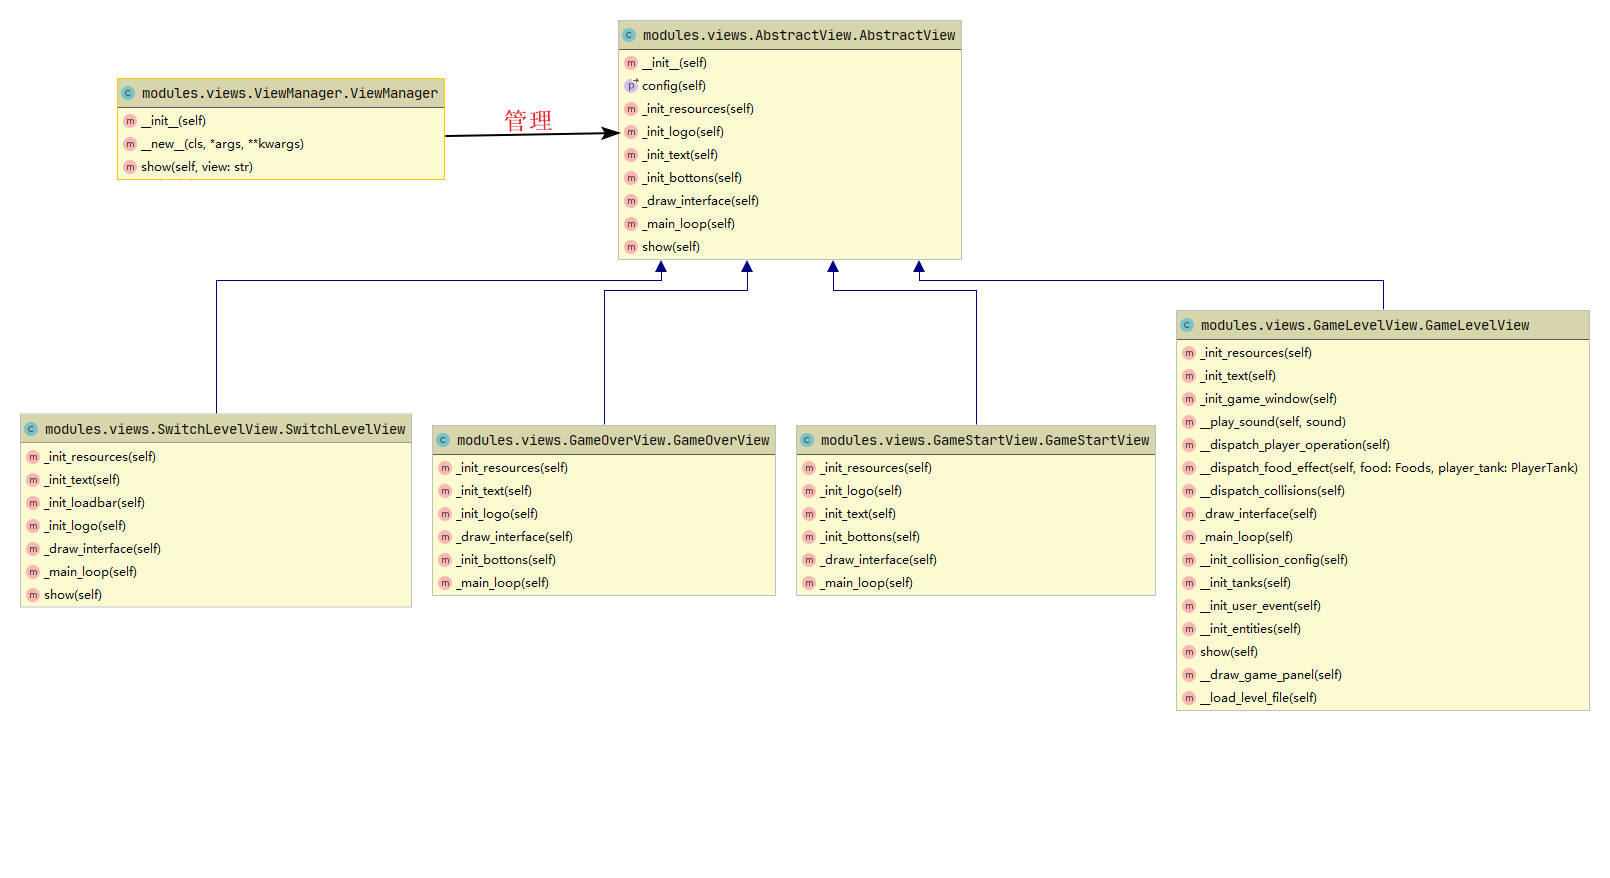 modules.views.AbstractView.AbstractView
__init__(self)
config(self)
_init_resources(self)
_init_logo(self)
_init_text(self)
_init_bottons(self)
_draw_interface(self)
_main_loop(self)
show(self)
modules.views.ViewManager.ViewManager
__init__(self)
__new__(cls, *args, **kwargs)
show(self, view: str)
管理
modules.views.SwitchLevelView.SwitchLevelView
_init_resources(self)
_init_text(self)
_init_loadbar(self)
_init_logo(self)
_draw_interface(self)
_main_loop(self)
show(self)
modules.views.GameOverView.GameOverView
_init_resources(self)
_init_text(self)
_init_logo(self)
_draw_interface(self)
_init_bottons(self)
_main_loop(self)
modules.views.GameStartView.GameStartView
_init_resources(self)
_init_logo(self)
_init_text(self)
_init_bottons(self)
_draw_interface(self)
_main_loop(self)
modules.views.GameLevelView.GameLevelView
_init_resources(self)
_init_text(self)
_init_game_window(self)
__play_sound(self, sound)
__dispatch_player_operation(self)
__dispatch_food_effect(self, food: Foods, player_tank: PlayerTank)
__dispatch_collisions(self)
_draw_interface(self)
_main_loop(self)
__init_collision_config(self)
__init_tanks(self)
__init_user_event(self)
__init_entities(self)
show(self)
__draw_game_panel(self)
__load_level_file(self)